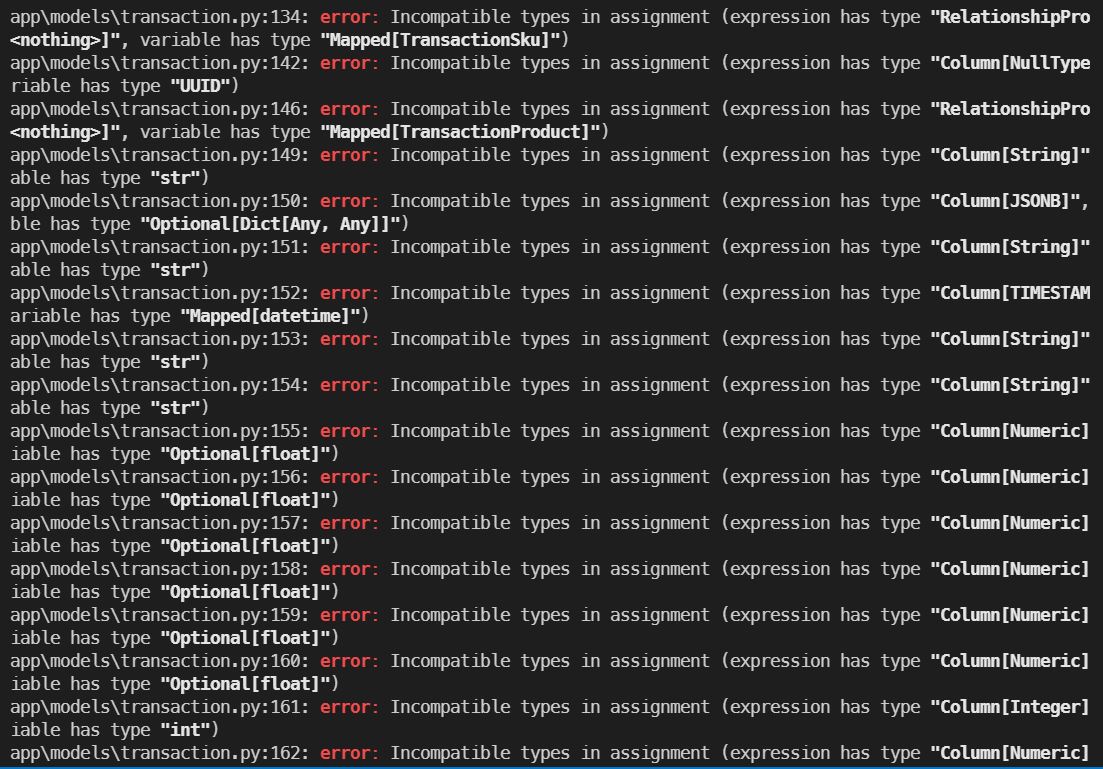 app\models\transaction.py:134: error: Incompatible types in assignment (expression has type "RelationshipPro
<nothing>]", variable has type "Mapped[TransactionSku]")
app\models\transaction.py:142: error: Incompatible types in assignment (expression has type "Column[NullType
riable has type "UUID")
app\models\transaction.py:146: error: Incompatible types in assignment (expression has type "RelationshipPro
<nothing>]", variable has type "Mapped[TransactionProduct]")
app\models\transaction.py:149: error: Incompatible types in assignment (expression has type "Column[String]"
able has type "str")
app\models\transaction.py:150: error: Incompatible types in assignment (expression has type "Column[JSONB]",
ble has type "Optional[Dict[Any, Any]]")
app\models\transaction.py:151: error: Incompatible types in assignment (expression has type "Column[String]"
able has type "str")
app\models\transaction.py:152: error: Incompatible types in assignment (expression has type "Column[TIMESTAM
ariable has type "Mapped[datetime]")
app\models\transaction.py:153: error: Incompatible types in assignment (expression has type "Column[String]"
able has type "str")
app\models\transaction.py:154: error: Incompatible types in assignment (expression has type "Column[String]"
able has type "str")
app\models\transaction.py:155: error: Incompatible types in assignment (expression has type "Column[Numeric]
iable has type "Optional[float]")
app\models\transaction.py:156: error: Incompatible types in assignment (expression has type "Column[Numeric]
iable has type "Optional[float]")
app\models\transaction.py:157: error: Incompatible types in assignment (expression has type "Column[Numeric]
iable has type "Optional[float]")
app\models\transaction.py:158: error: Incompatible types in assignment (expression has type "Column[Numeric]
iable has type "Optional[float]")
app\models\transaction.py:159: error: Incompatible types in assignment (expression has type "Column[Numeric]
iable has type "Optional[float]")
app\models\transaction.py:160: error: Incompatible types in assignment (expression has type "Column[Numeric]
iable has type "Optional[float]")
app\models\transaction.py:161: error: Incompatible types in assignment (expression has type "Column[Integer]
iable has type "int")
app\models\transaction.py:162: error: Incompatible types in assignment (expression has type "Column[Numeric]